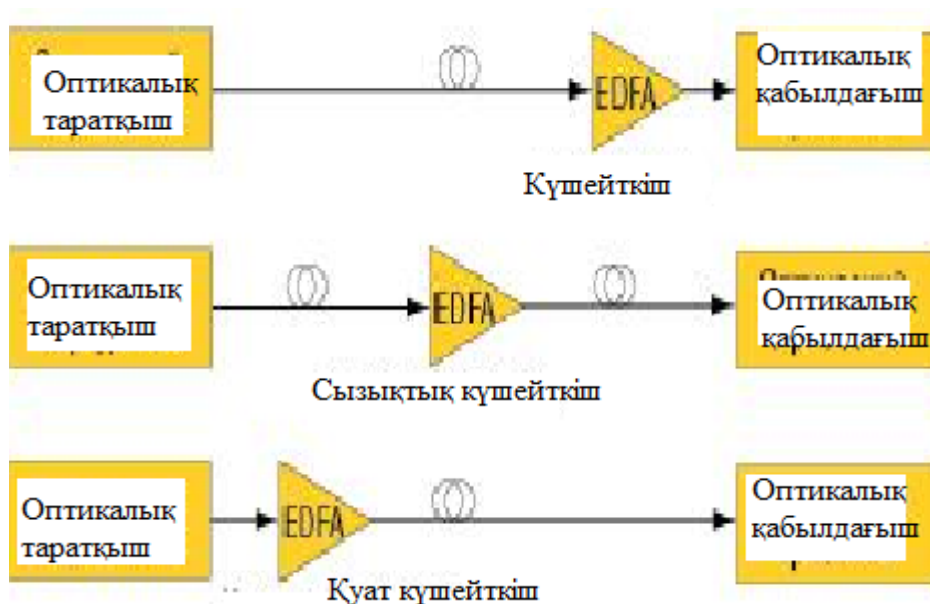 Оптикалық
таратқыш
EDFA
Оптикалық
қабылдағыш
Күшейткіш
Оптикалық
таратқыш
EDFA
Оптикалық
қабылдағыш
Сызықтық күшейткіш
Оптикалық
таратқыш
EDFA
Оптикалық
қабылдағыш
Қуат күшейткіш